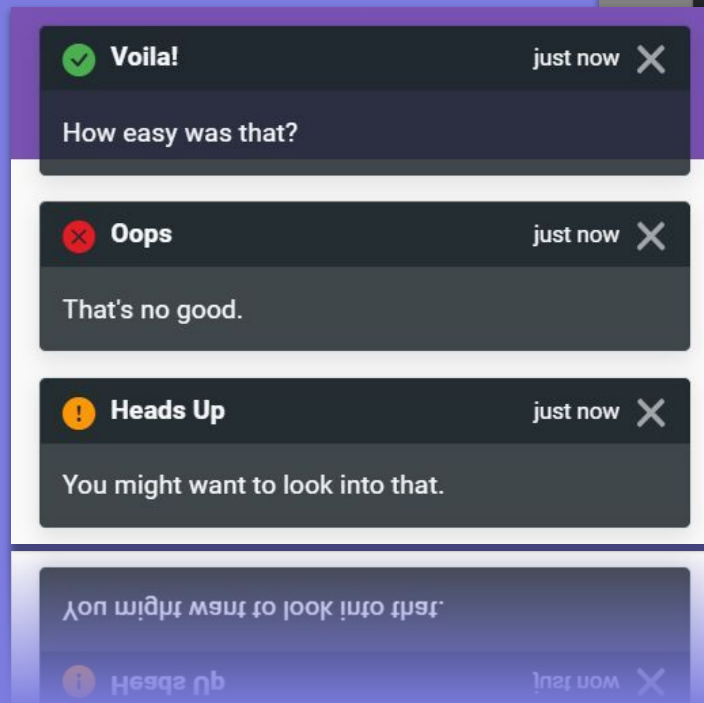 Voila! just now
How easy was that?
Oops just now
That's no good.
Heads Up just now
You might want to look into that.
You might want to look into that.
Heads Up just now